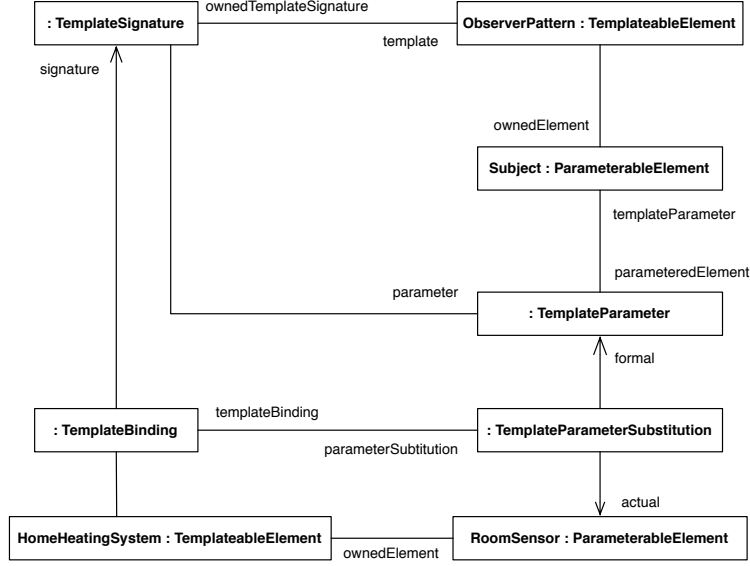 ownedTemplateSignature
: TemplateSignature
ObserverPattern : TemplateableElement
template
signature
ownedElement
Subject : ParameterableElement
templateParameter
parameteredElement
parameter
: TemplateParameter
formal
templateBinding
: TemplateBinding
: TemplateParameterSubstitution
parameterSubtitution
actual
HomeHeatingSystem : TemplateableElement
RoomSensor : ParameterableElement
ownedElement